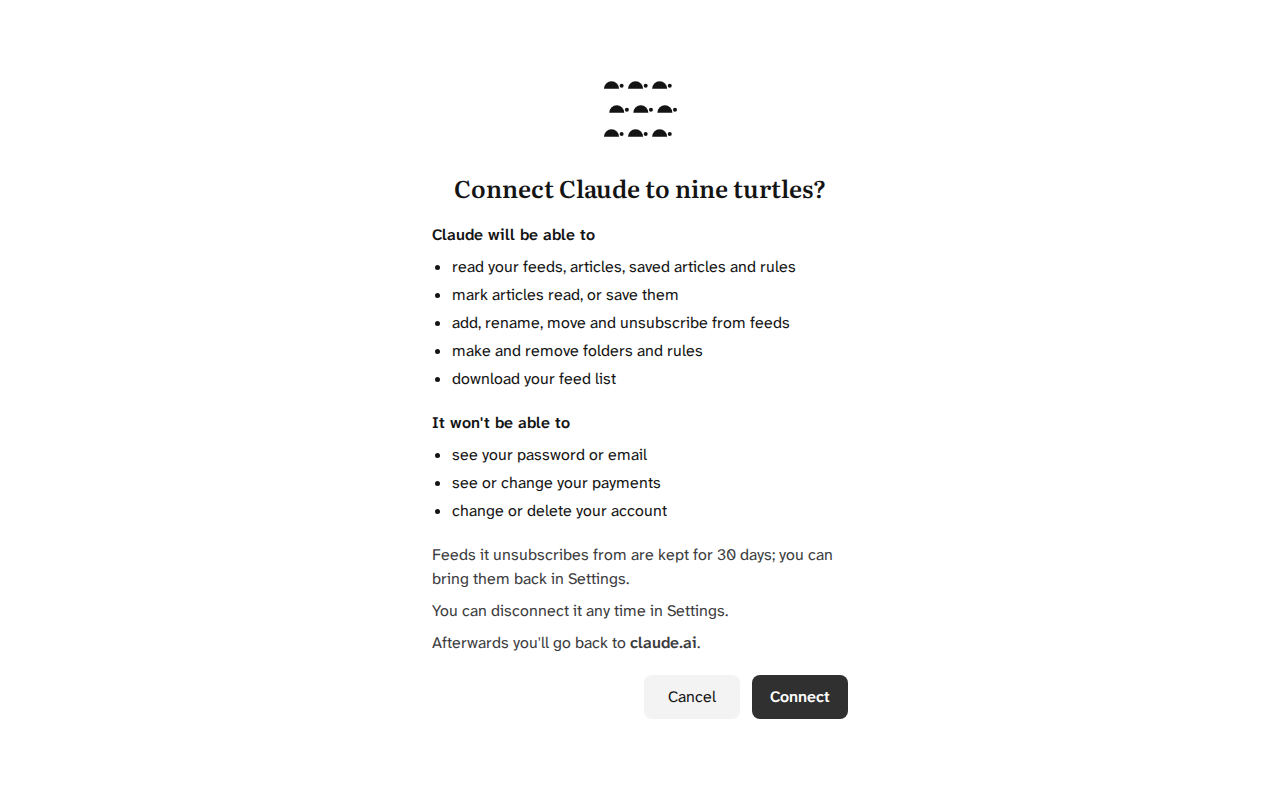 Connect Claude to nine turtles?
Claude will be able to
read your feeds, articles, saved articles and rules
mark articles read, or save them
add, rename, move and unsubscribe from feeds
make and remove folders and rules
download your feed list
It won't be able to
see your password or email
see or change your payments
change or delete your account
Feeds it unsubscribes from are kept for 30 days; you can
bring them back in Settings.
You can disconnect it any time in Settings.
Afterwards you'll go back to claude.ai.
Cancel
Connect